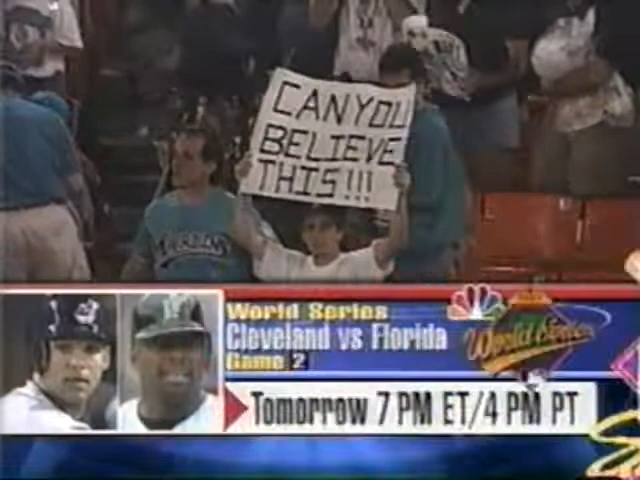 CAN YOU
BELIEVE
THIS!!!
MARLINS
World Series
Cleveland vs Florida
Game 2
World Series
Tomorrow 7 PM ET/4 PM PT